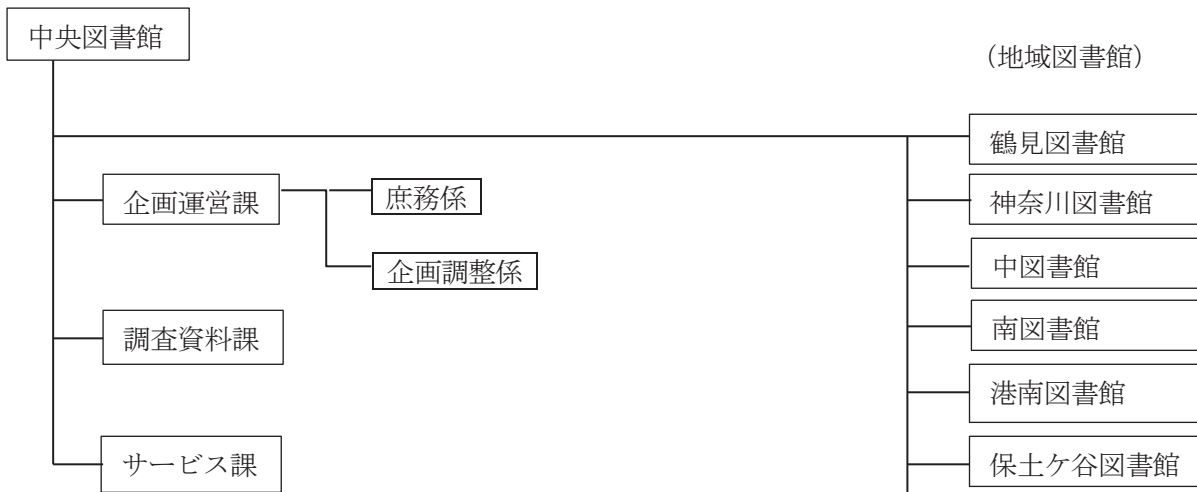 中央図書館
(地域図書館)
鶴見図書館
企画運営課
庶務係
神奈川図書館
企画調整係
中図書館
調査資料課
南図書館
港南図書館
サービス課
保土ケ谷図書館